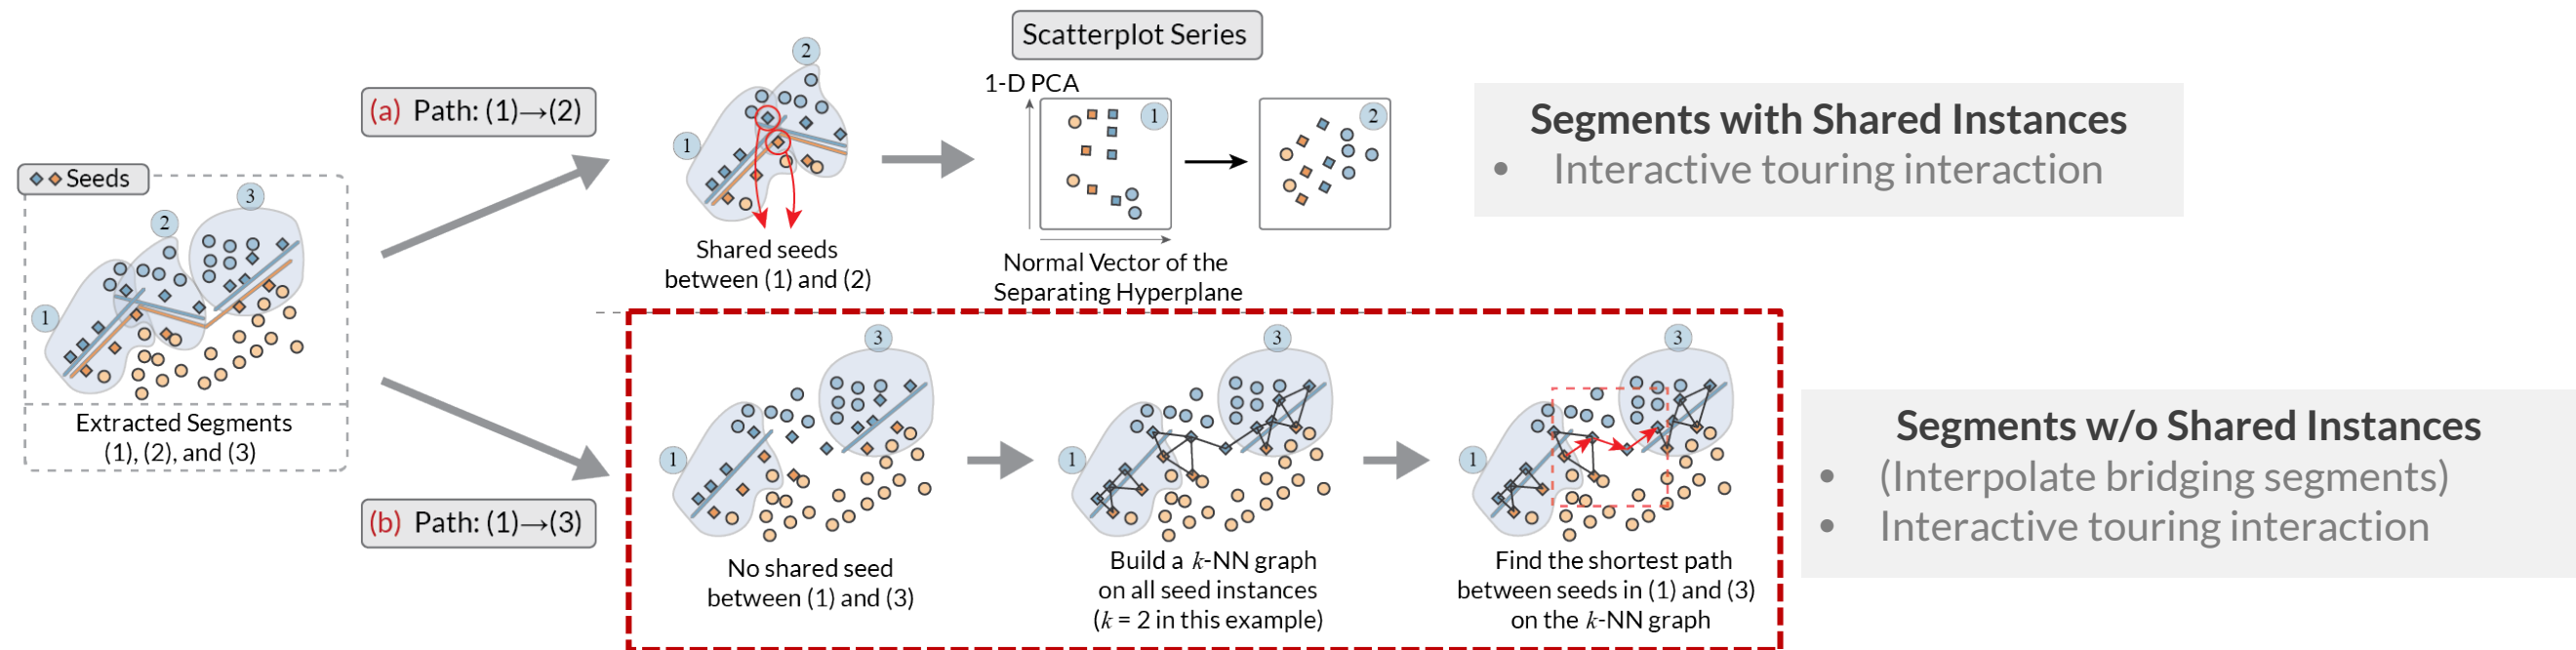 Seeds
1
2
3
Extracted Segments
(1), (2), and (3)
(a) Path: (1)→(2)
1
2
Shared seeds
between (1) and (2)
Scatterplot Series
1-D PCA
1
2
Normal Vector of the
Separating Hyperplane
Segments with Shared Instances
• Interactive touring interaction
(b) Path: (1)→(3)
1
3
No shared seed
between (1) and (3)
1
3
Build a k-NN graph
on all seed instances
(k = 2 in this example)
1
3
Find the shortest path
between seeds in (1) and (3)
on the k-NN graph
Segments w/o Shared Instances
• (Interpolate bridging segments)
• Interactive touring interaction